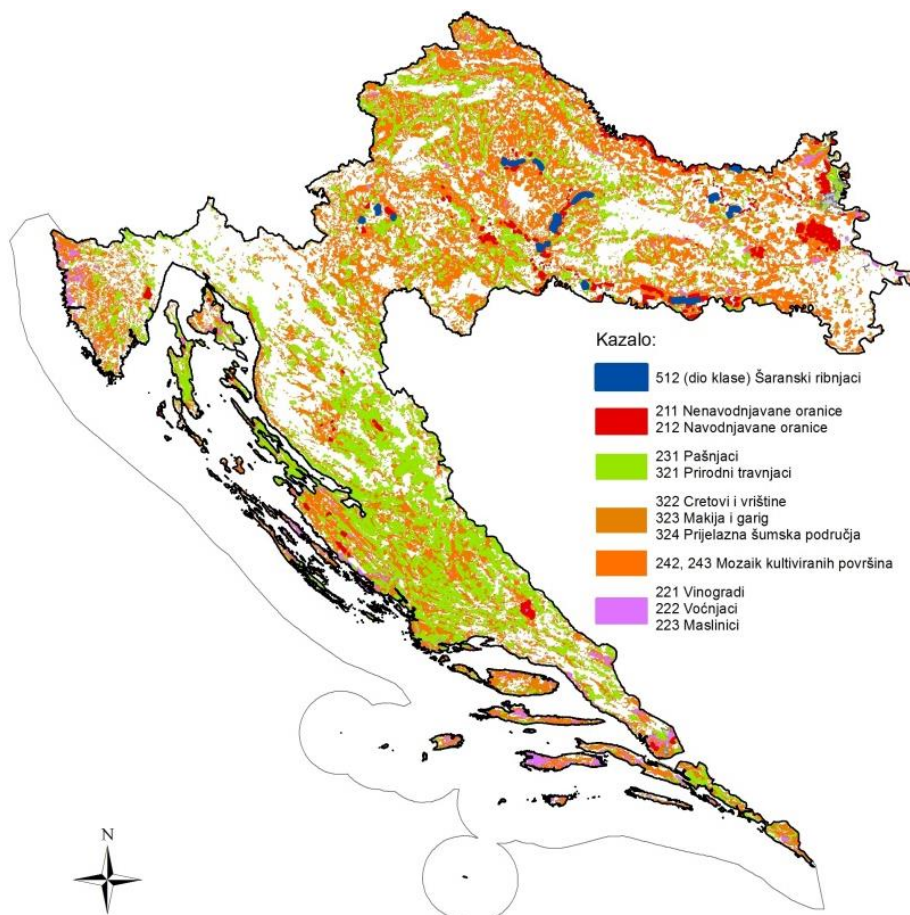 Kazalo:
512 (dio klase) Šaranski ribnjaci
211 Nenavodnjavane oranice
212 Navodnjavane oranice
231 Pašnjaci
321 Prirodni travnjaci
322 Cretovi i vrištine
323 Makija i garig
324 Prijelazna šumska područja
242, 243 Mozaik kultiviranih površina
221 Vinogradi
222 Voćnjaci
223 Maslinici
N